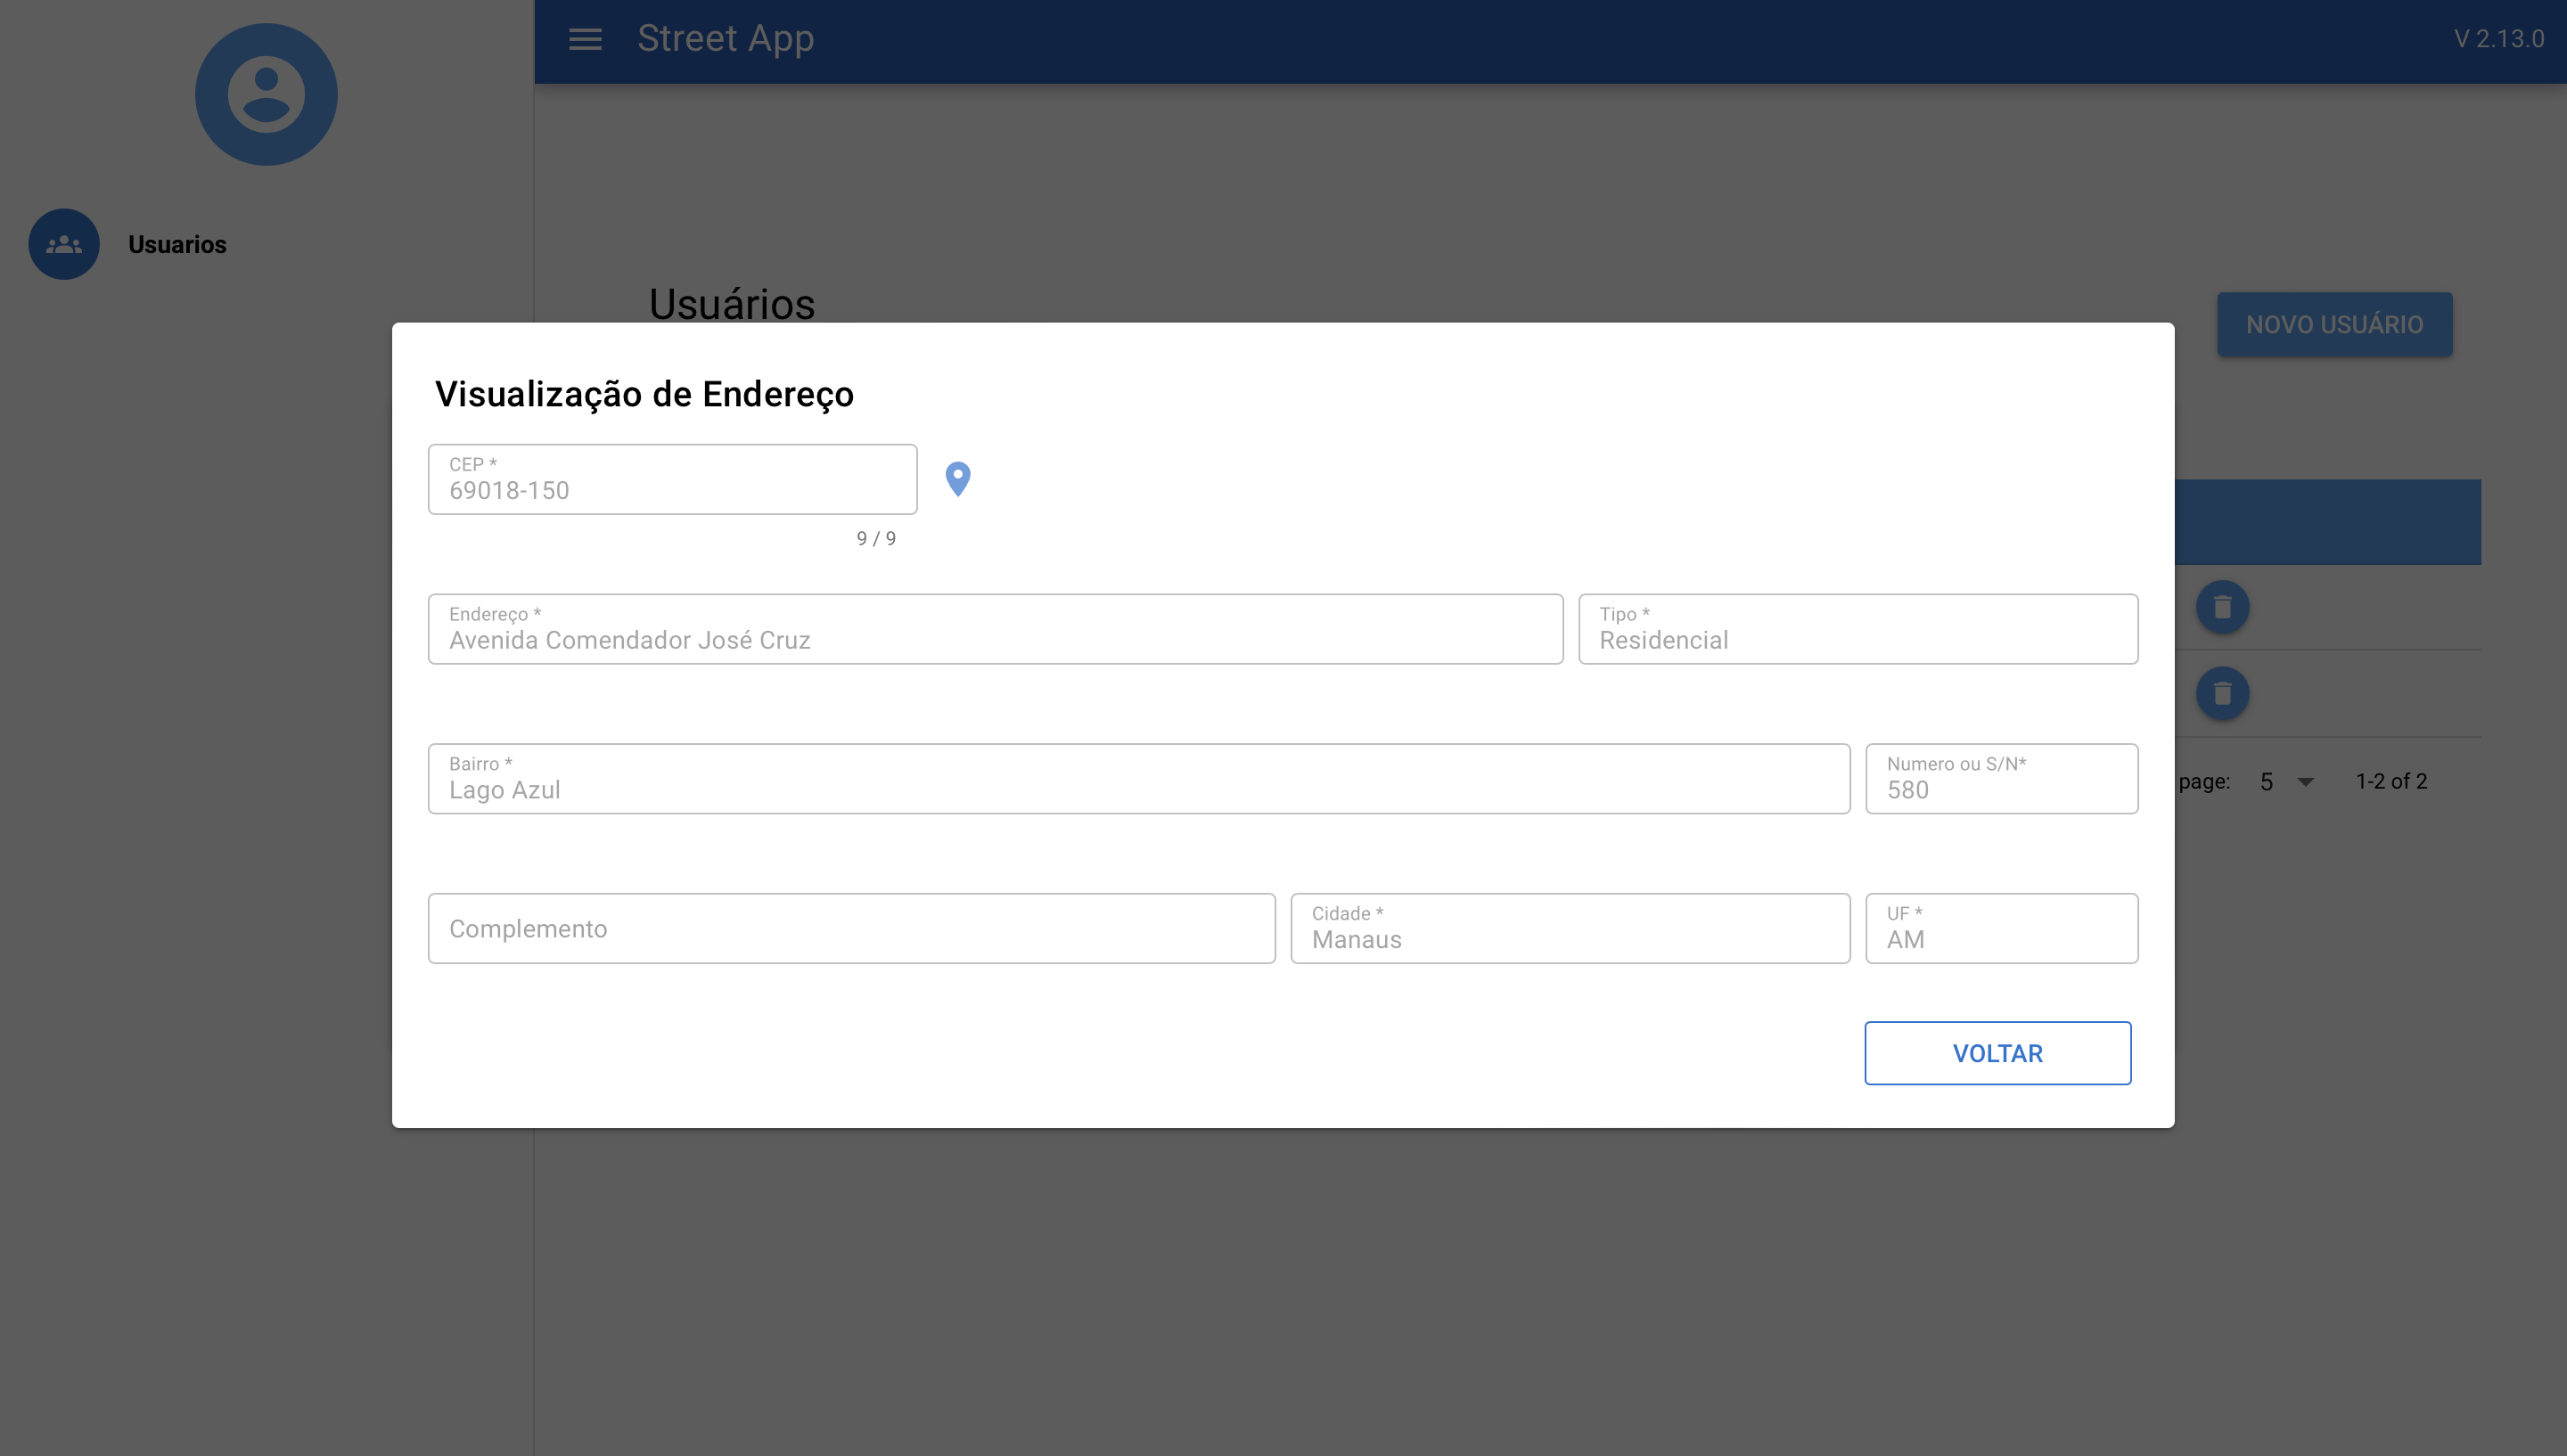 Street App
V 2.13.0
Usuarios
Usuários
NOVO USUÁRIO
Visualização de Endereço
CEP *
69018-150
9 / 9
Endereço *
Avenida Comendador José Cruz
Tipo *
Residencial
Bairro *
Lago Azul
Numero ou S/N*
580
page:
5
1-2 of 2
Complemento
Cidade *
Manaus
UF *
AM
VOLTAR